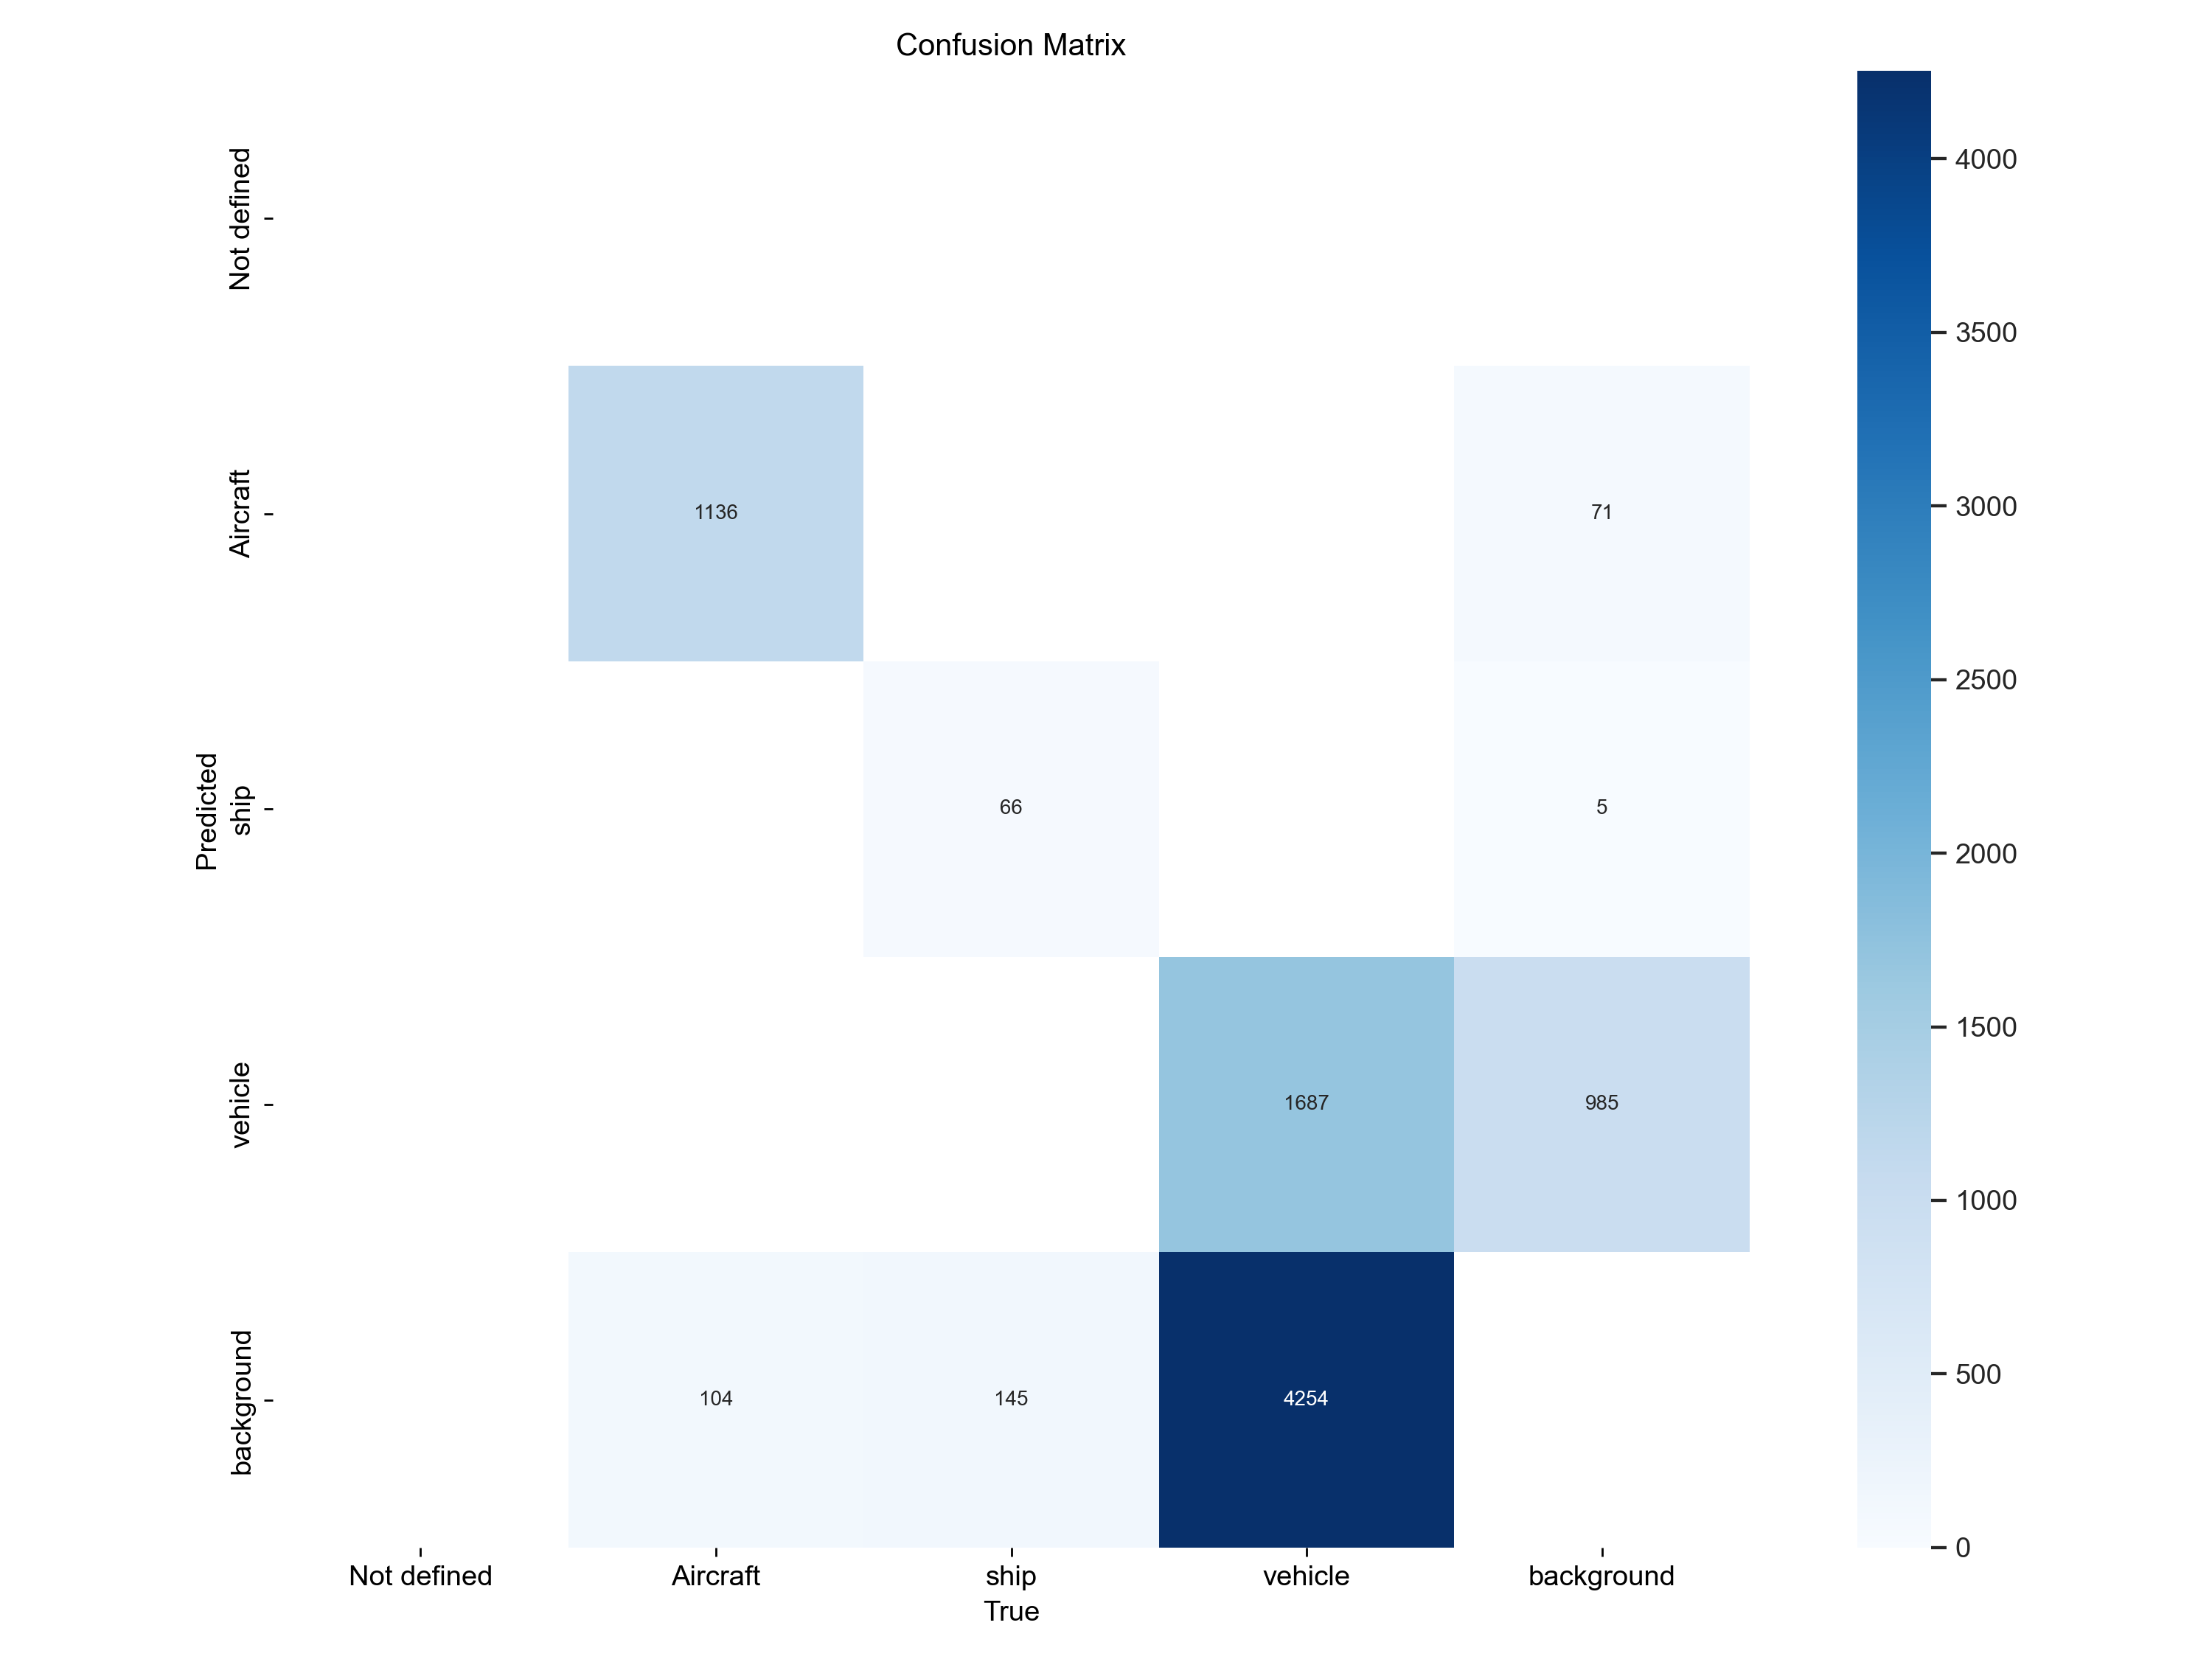 Confusion Matrix
Not defined
Aircraft
ship
vehicle
background
Predicted
1136
71
66
5
1687
985
104
145
4254
Not defined
Aircraft
ship
vehicle
background
True
4000
3500
3000
2500
2000
1500
1000
500
0